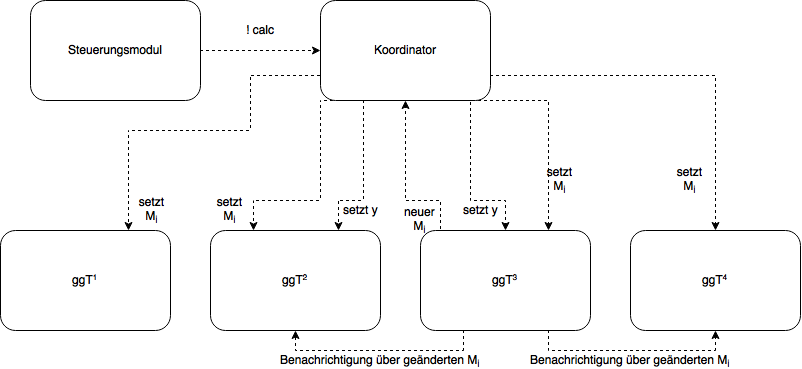 ! calc
Steuerungsmodul
Koordinator
setzt
Mᵢ
setzt
Mᵢ
setzt y
neuer
Mᵢ
setzt y
setzt
Mᵢ
setzt
Mᵢ
ggT¹
ggT²
ggT³
ggT⁴
Benachrichtigung über geänderten Mᵢ
Benachrichtigung über geänderten Mᵢ